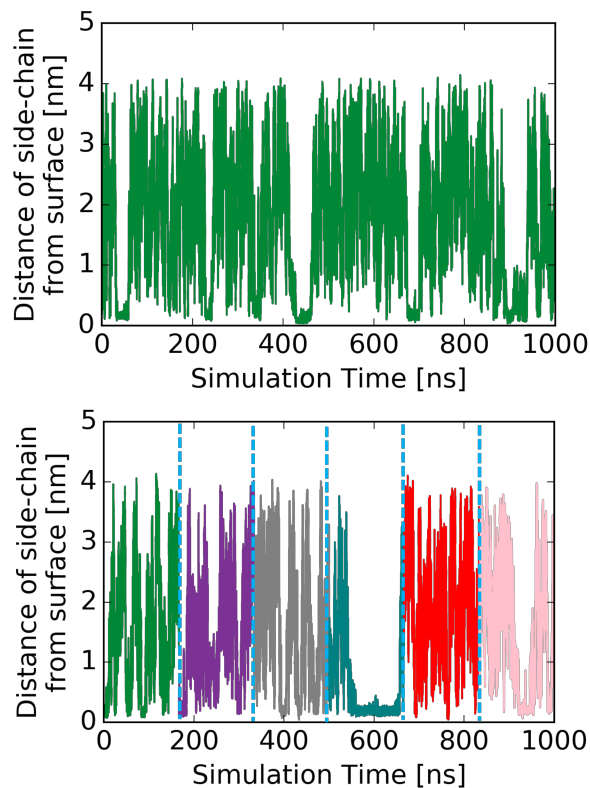 Distance of side-chain
from surface [nm]
5
4
3
2
1
0
0 200 400 600 800 1000
Simulation Time [ns]
Distance of side-chain
from surface [nm]
5
4
3
2
1
0
0 200 400 600 800 1000
Simulation Time [ns]